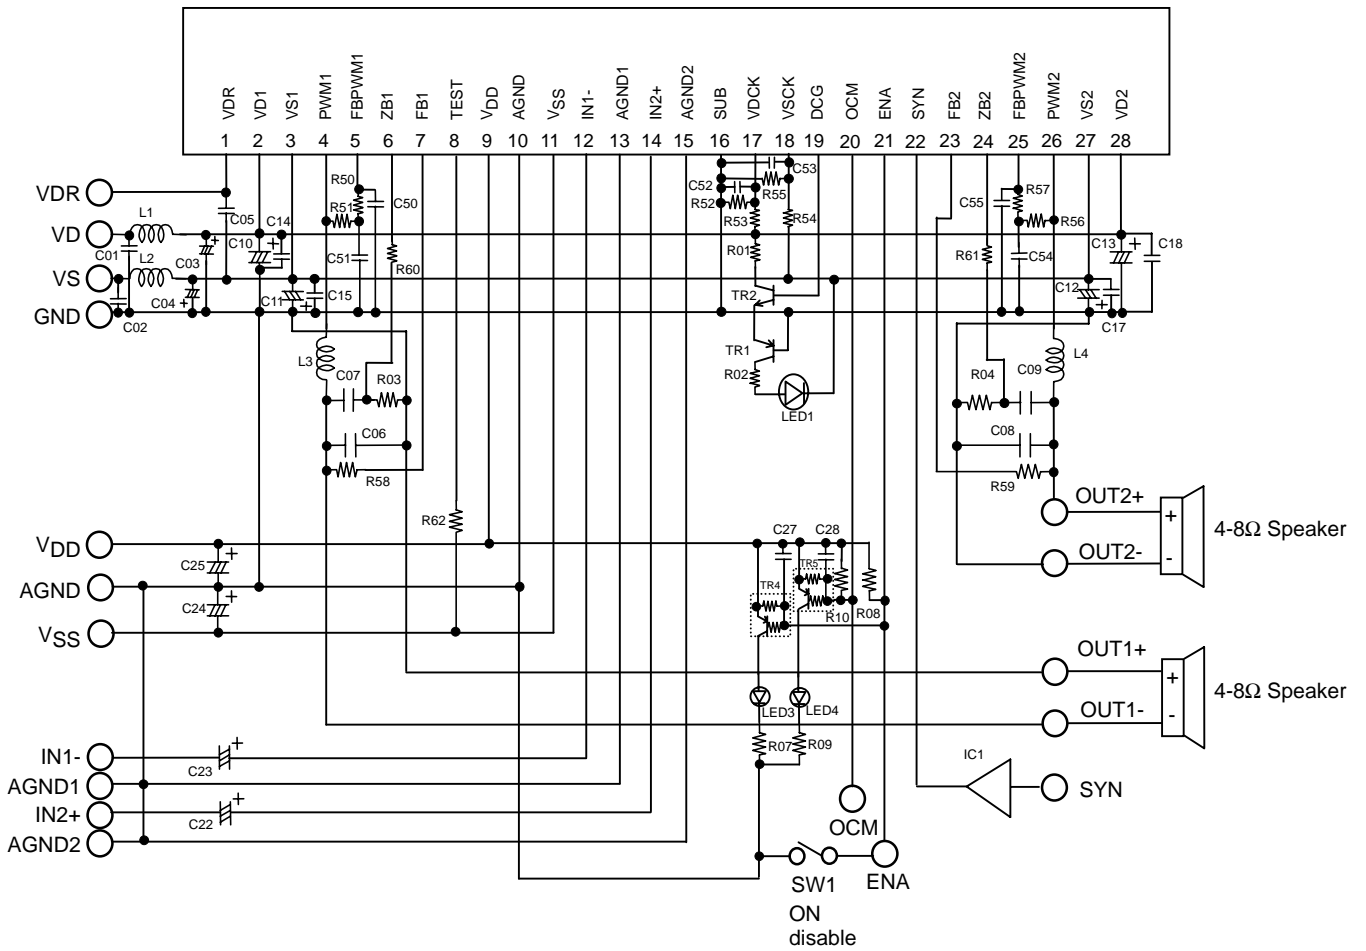 VDR
VD1
VS1
PWM1
FBPWM1
ZB1
FB1
TEST
VDD
AGND
VSS
IN1-
AGND1
IN2+
AGND2
SUB
VDCK
VSCK
DCG
OCM
ENA
SYN
FB2
ZB2
FBPWM2
PWM2
VS2
VD2
1 2 3 4 5 6 7 8 9 10 11 12 13 14 15 16 17 18 19 20 21 22 23 24 25 26 27 28
VDR
VD
VS
GND
L1
L2
C01
C02
C03
C04
C05
C10
C14
C11
C15
R50
R51
C50
C51
R60
C52
R52
C53
R55
R53
R54
R01
TR2
TR1
R02
LED1
C55
R57
R56
C54
R61
C13
C18
C12
C17
L3
C07
R03
C06
R58
L4
R04
C09
C08
R59
R62
OUT2+
OUT2-
+
-
4-8Ω Speaker
VDD
AGND
VSS
C25
+
C24
+
C27
C28
TR4
TR5
R10
R08
LED3
LED4
R07
R09
OUT1+
OUT1-
+
-
4-8Ω Speaker
IN1-
AGND1
IN2+
AGND2
C23
+
C22
+
IC1
SYN
OCM
ENA
SW1
ON
disable